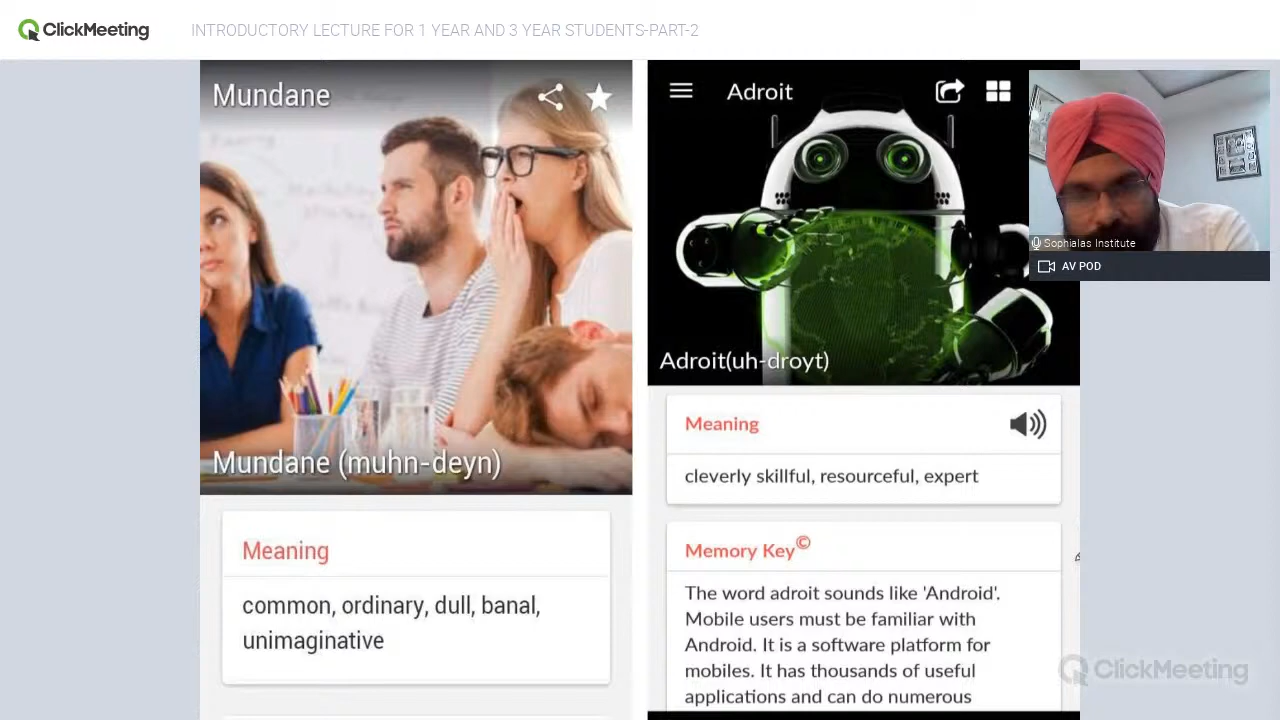 ClickMeeting
INTRODUCTORY LECTURE FOR 1 YEAR AND 3 YEAR STUDENTS-PART-2
Mundane
Mundane (muhn-deyn)
Meaning
common, ordinary, dull, banal,
unimaginative
Adroit
Adroit(uh-droyt)
Meaning
cleverly skillful, resourceful, expert
Memory Key©
The word adroit sounds like 'Android'.
Mobile users must be familiar with
Android. It is a software platform for
mobiles. It has thousands of useful
applications and can do numerous
Sophialas Institute
AV POD
ClickMeeting